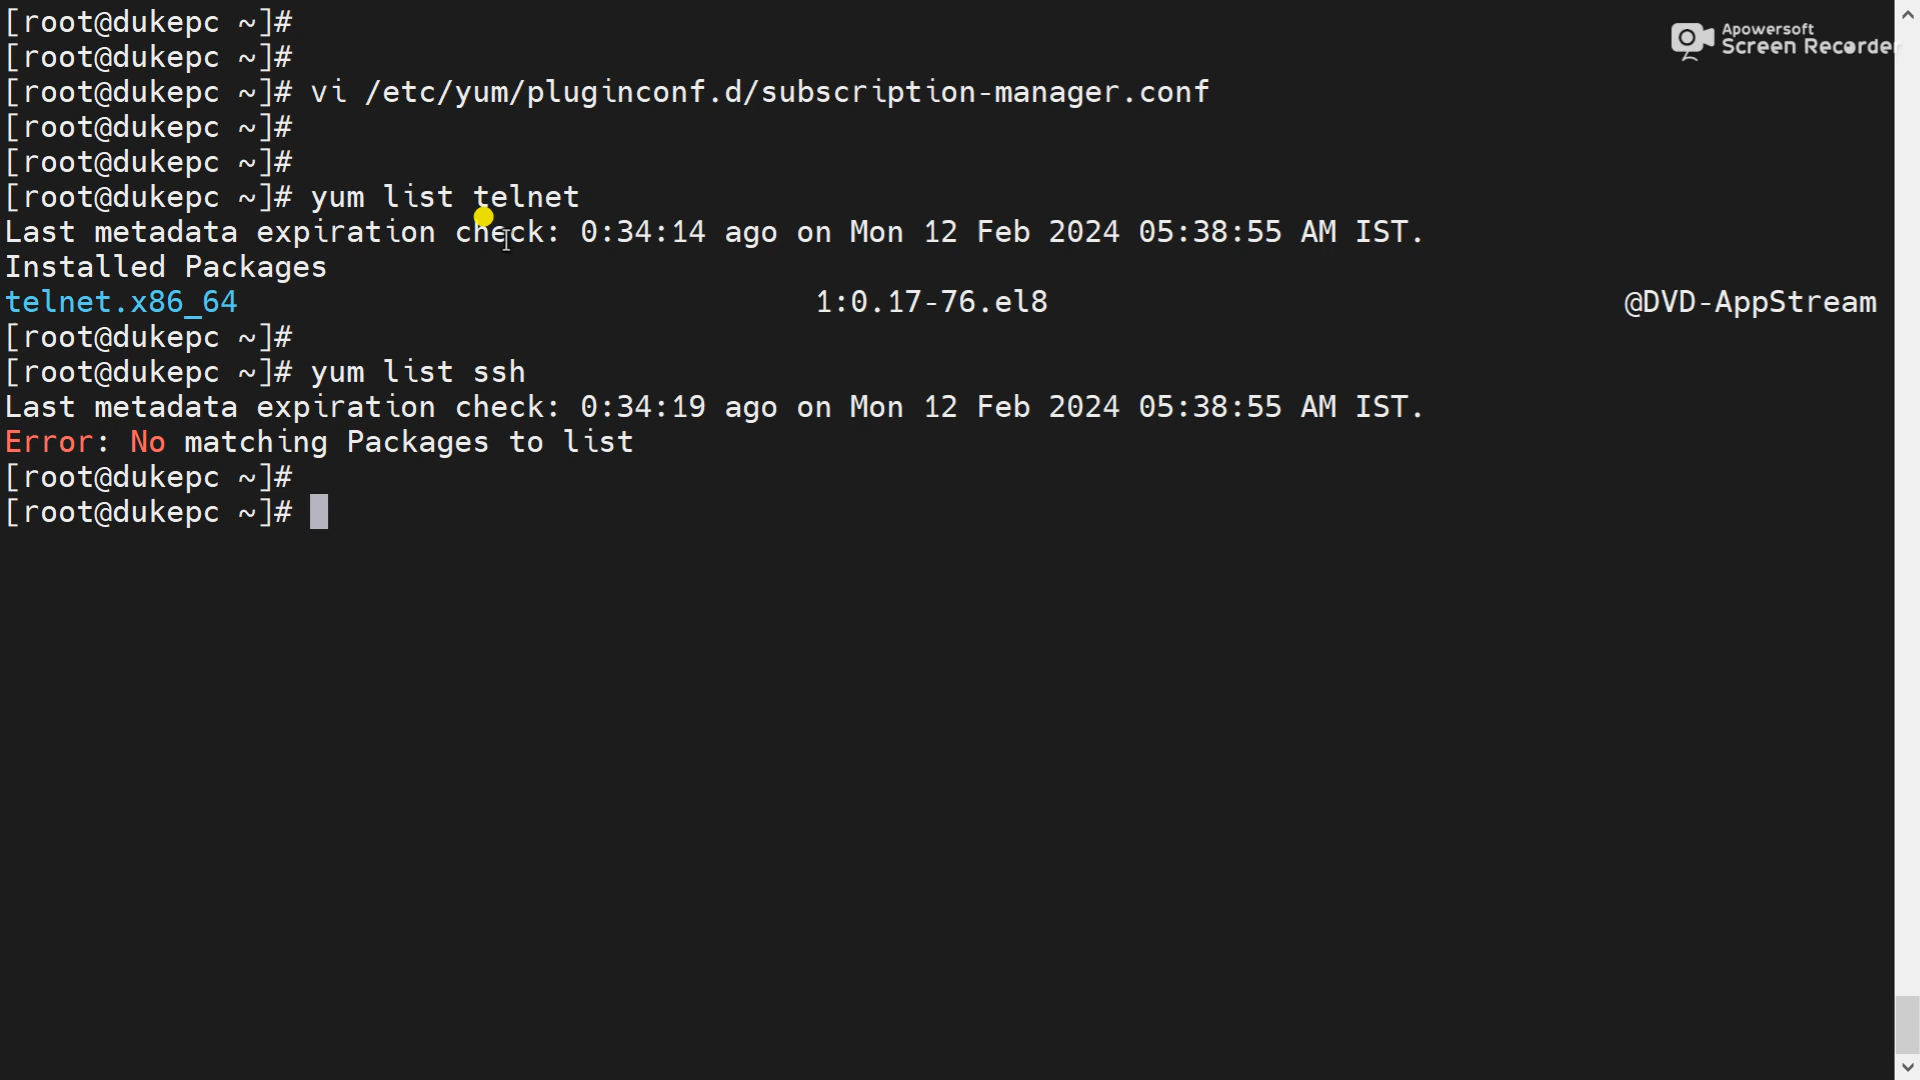 [root@dukepc ~]#
Apowersoft
Screen Recorder
[root@dukepc ~]#
[root@dukepc ~]# vi /etc/yum/pluginconf.d/subscription-manager.conf
[root@dukepc ~]#
[root@dukepc ~]#
[root@dukepc ~]# yum list telnet
Last metadata expiration check: 0:34:14 ago on Mon 12 Feb 2024 05:38:55 AM IST.
Installed Packages
telnet.x86_64 1:0.17-76.el8 @DVD-AppStream
[root@dukepc ~]#
[root@dukepc ~]# yum list ssh
Last metadata expiration check: 0:34:19 ago on Mon 12 Feb 2024 05:38:55 AM IST.
Error: No matching Packages to list
[root@dukepc ~]#
[root@dukepc ~]#